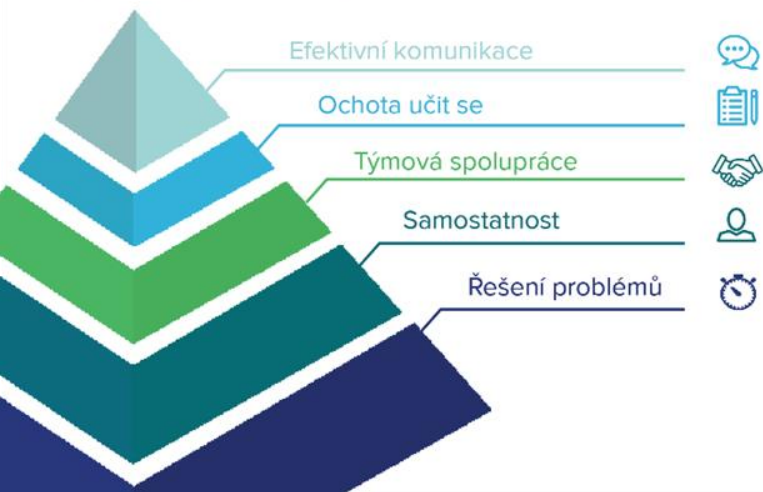 Efektivní komunikace
Ochota učit se
Týmová spolupráce
Samostatnost
Řešení problémů